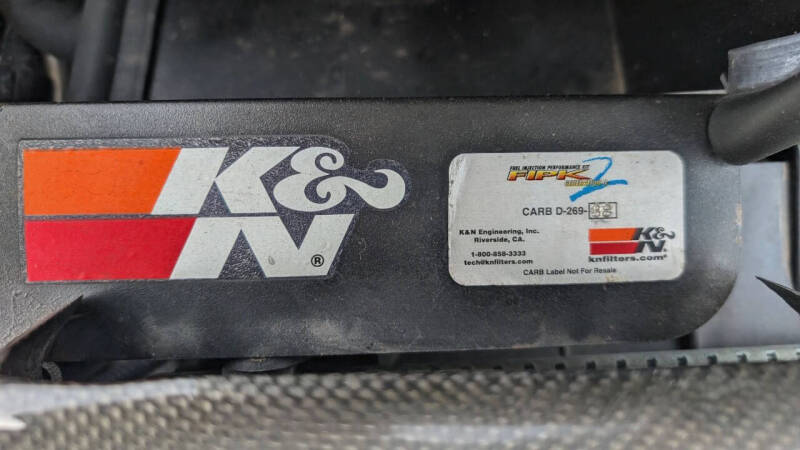 K&N®
FUEL INJECTION PERFORMANCE KIT
FIPK 2
CARB D-269-
K&N Engineering, Inc.
Riverside, CA.
1-800-858-3333
tech@knfilters.com
K&N
knfilters.com®
CARB Label Not For Resale